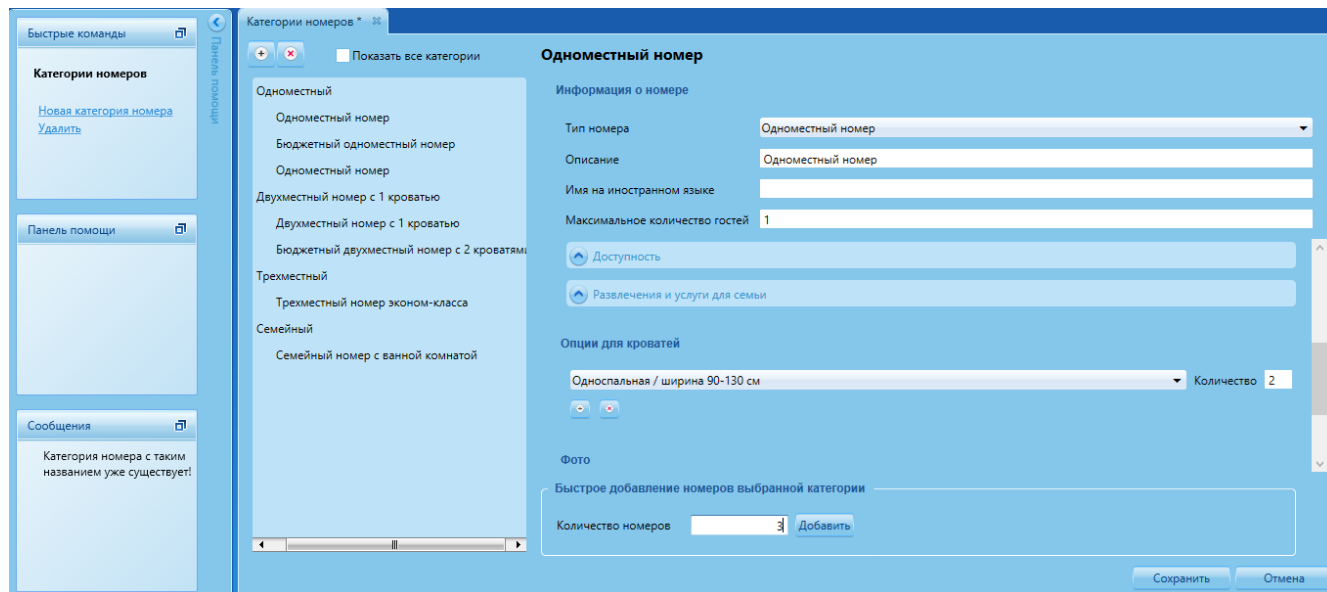 Быстрые команды
Категории номеров
Новая категория номера
Удалить
Панель помощи
Сообщения
Категория номера с таким
названием уже существует!
Панель помощи
Категории номеров *
Показать все категории
Одноместный
Одноместный номер
Бюджетный одноместный номер
Одноместный номер
Двухместный номер с 1 кроватью
Двухместный номер с 1 кроватью
Бюджетный двухместный номер с 2 кроватями
Трехместный
Трехместный номер эконом-класса
Семейный
Семейный номер с ванной комнатой
Одноместный номер
Информация о номере
Тип номера Одноместный номер
Описание Одноместный номер
Имя на иностранном языке
Максимальное количество гостей 1
Доступность
Развлечения и услуги для семьи
Опции для кроватей
Односпальная / ширина 90-130 см Количество 2
Фото
Быстрое добавление номеров выбранной категории
Количество номеров 3 Добавить
Сохранить Отмена